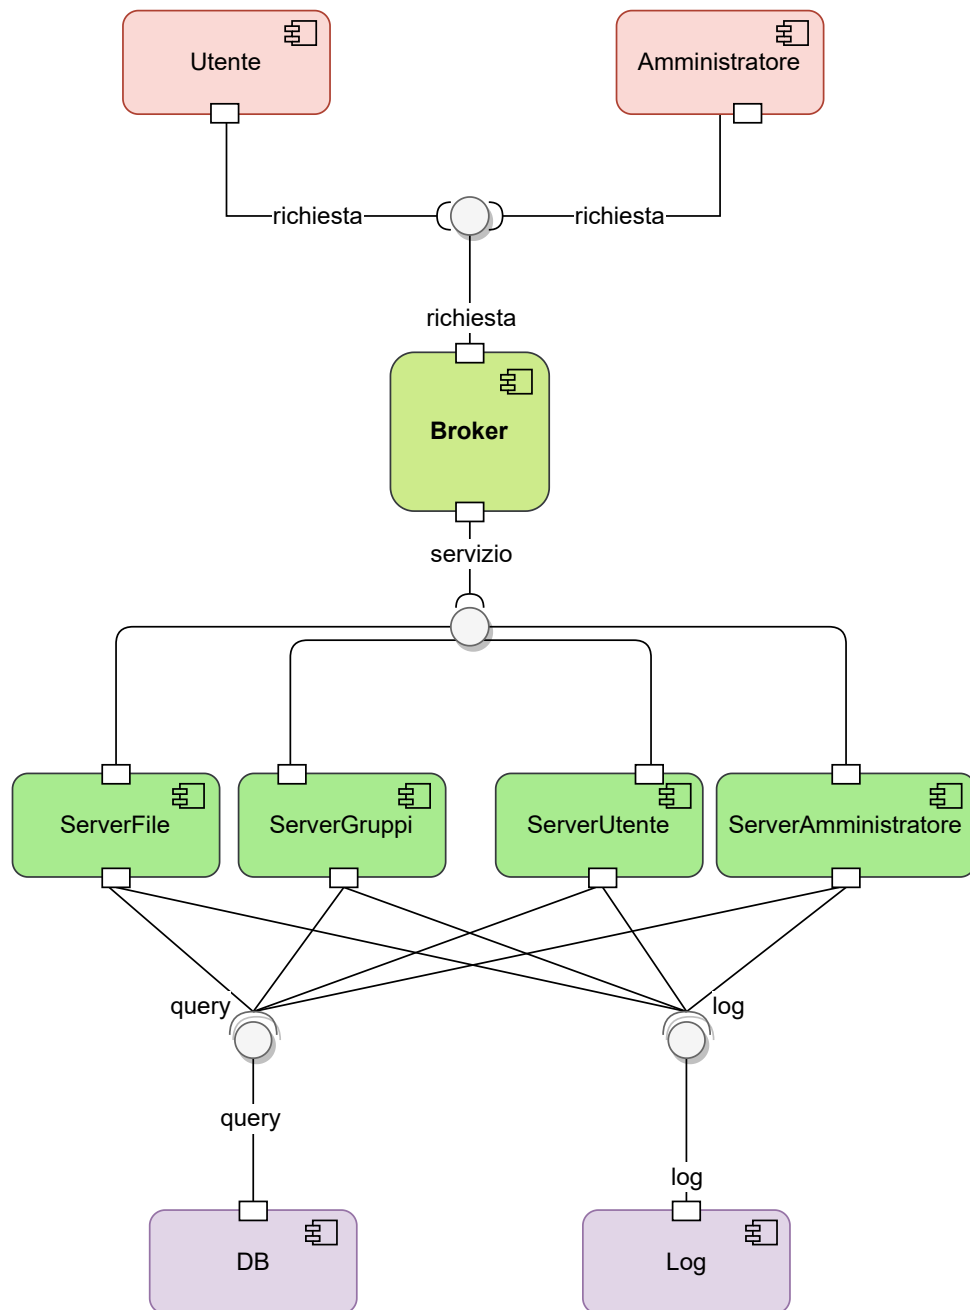 Utente
Amministratore
richiesta
richiesta
richiesta
Broker
servizio
ServerFile
ServerGruppi
ServerUtente
ServerAmministratore
query
log
query
log
DB
Log